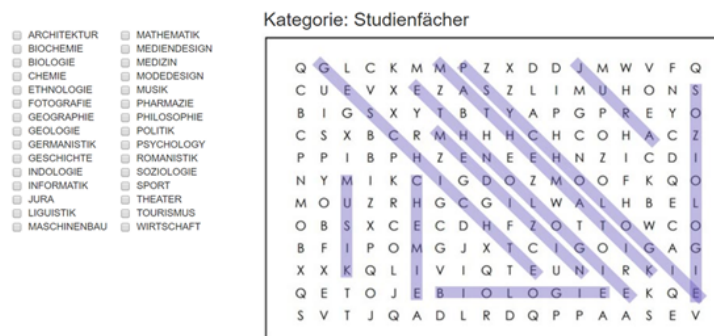 Kategorie: Studienfächer
ARCHITEKTUR
BIOCHEMIE
BIOLOGIE
CHEMIE
ETHNOLOGIE
FOTOGRAFIE
GEOGRAPHIE
GEOLOGIE
GERMANISTIK
GESCHICHTE
INDOLOGIE
INFORMATIK
JURA
LIGUISTIK
MASCHINENBAU
MATHEMATIK
MEDIENDESIGN
MEDIZIN
MODEDESIGN
MUSIK
PHARMAZIE
PHILOSOPHIE
POLITIK
PSYCHOLOGY
ROMANISTIK
SOZIOLOGIE
SPORT
THEATER
TOURISMUS
WIRTSCHAFT
Q G L C K M M P Z X D D J M W V F Q
C U E V X E Z A S Z L I M U H O N S
B I G S X Y T B T Y A P G P R E Y O
C S X B C R M H H H C H C O H A C Z
P P I B P H Z E N E E H N Z I C D I
N Y M I K C I G D O Z M O O F K Q O
M O U Z R H G C G I L W A L H B E L
O B S X C E C D H F Z O T T O W C O
B F I P O M G J X T C I G O I G A G
X X K Q L I V I Q T E U N I R K I I
Q E T O J E B I O L O G I E E K Q E
S V T J Q A D L R D Q P P A A S E V